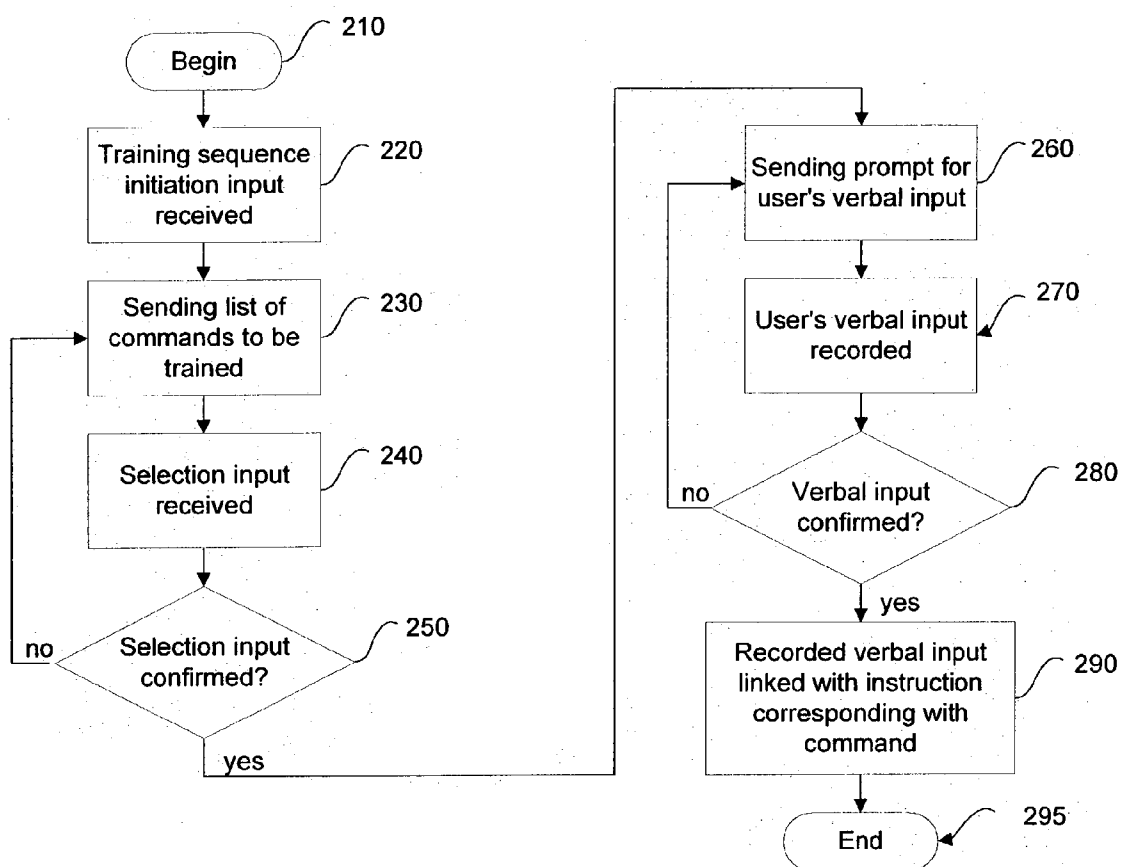 Begin
210
Training sequence
initiation input
received
220
Sending list of
commands to be
trained
230
Selection input
received
240
Selection input
confirmed?
250
no
yes
Sending prompt for
user's verbal input
260
User's verbal input
recorded
270
Verbal input
confirmed?
280
no
yes
Recorded verbal input
linked with instruction
corresponding with
command
290
End
295